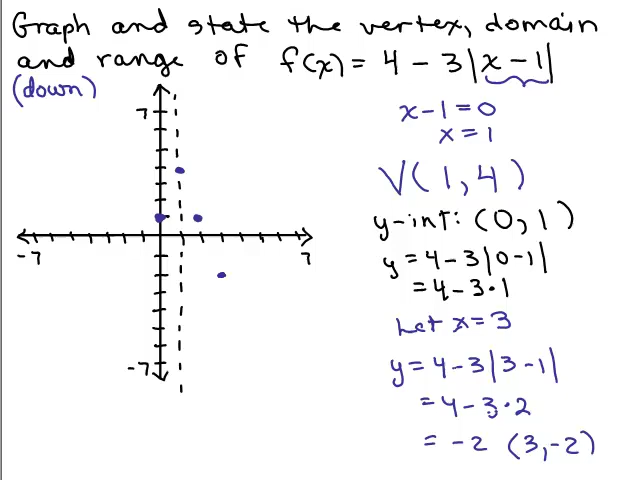 Graph and state the vertex, domain
and range of f(x) = 4 - 3|x - 1|
(down)
7
-7
7
-7
x - 1 = 0
x = 1
V(1, 4)
y-int: (0, 1)
y = 4 - 3|0 - 1|
= 4 - 3 · 1
Let x = 3
y = 4 - 3|3 - 1|
= 4 - 3 · 2
= -2 (3, -2)